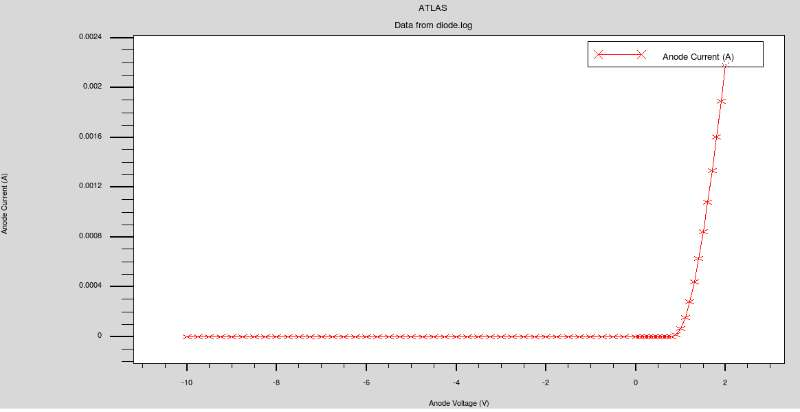 ATLAS
Data from diode.log
Anode Current (A)
0.0024
0.002
0.0016
0.0012
0.0008
0.0004
0
Anode Current (A)
-10
-8
-6
-4
-2
0
2
Anode Voltage (V)